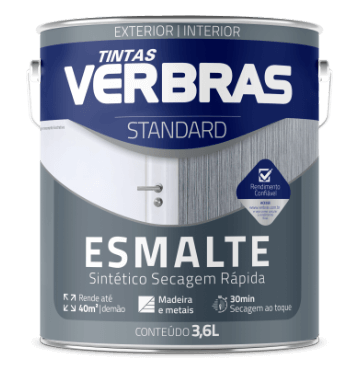 EXTERIOR | INTERIOR
TINTAS
VERBRAS
STANDARD
Rendimento
Confiável
ESMALTE
Sintético Secagem Rápida
Rende até
40m²/demão
Madeira
e metais
30min
Secagem ao toque
CONTEÚDO 3,6L